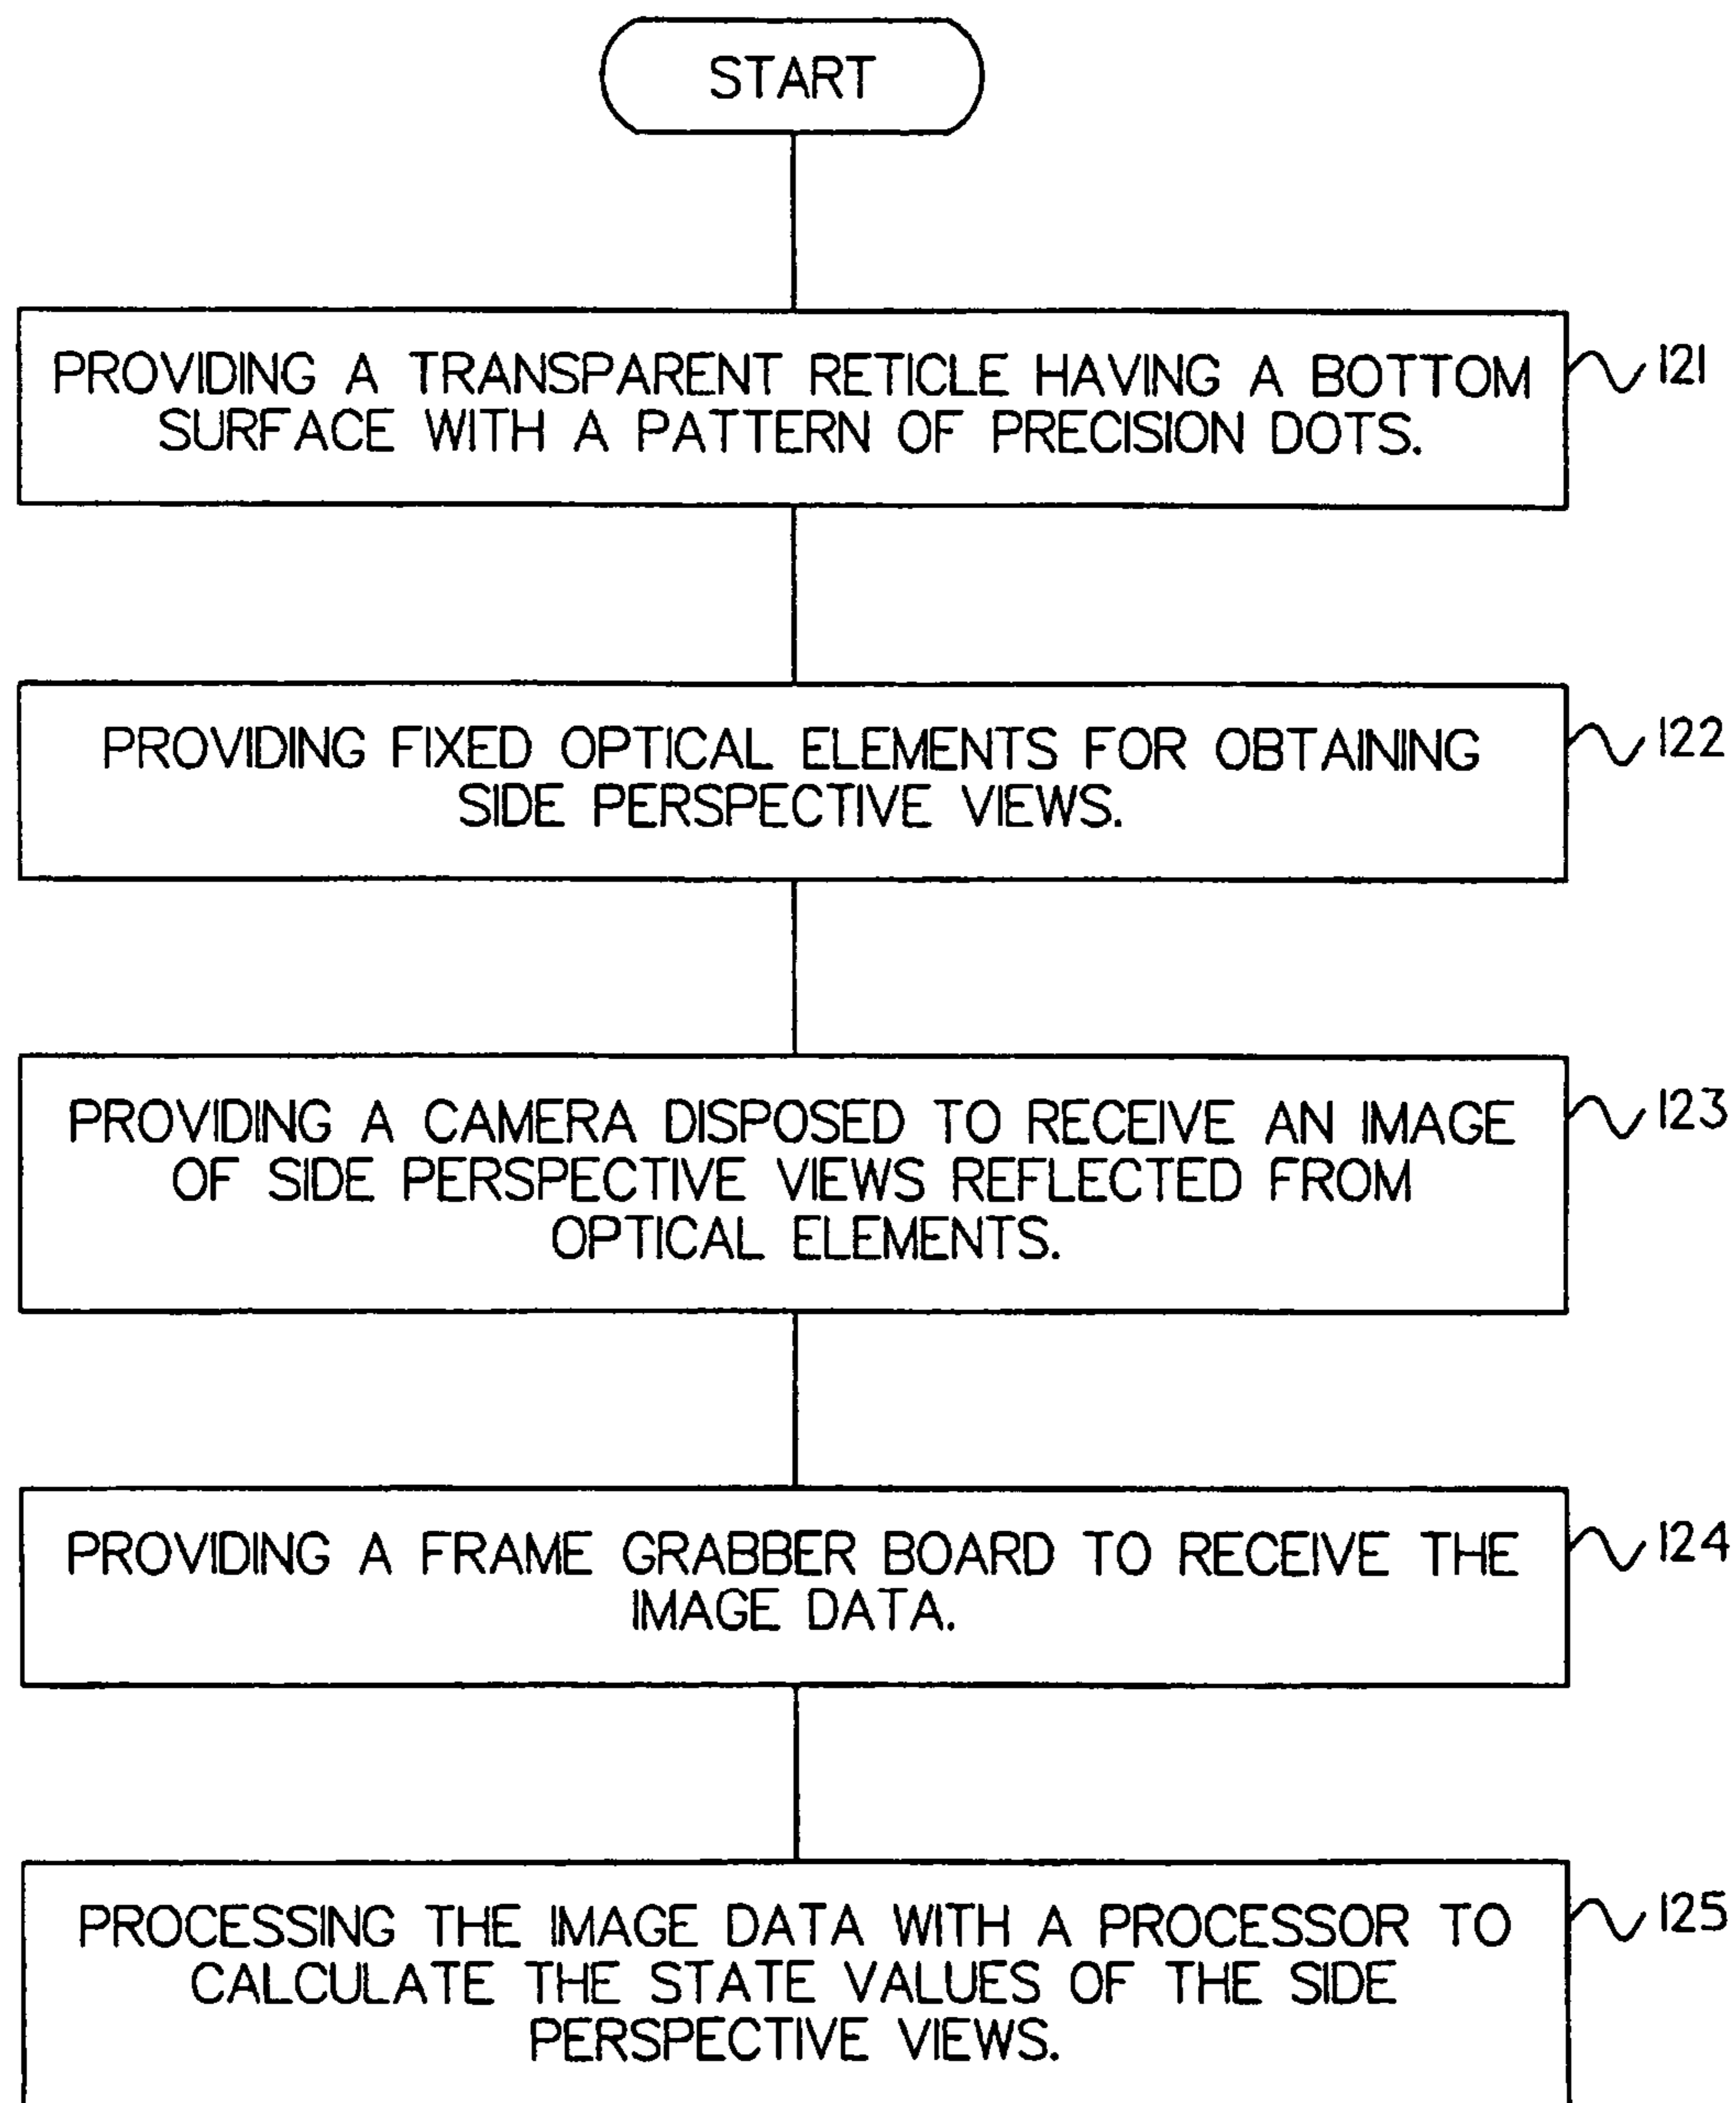 START
PROVIDING A TRANSPARENT RETICLE HAVING A BOTTOM
SURFACE WITH A PATTERN OF PRECISION DOTS.
121
PROVIDING FIXED OPTICAL ELEMENTS FOR OBTAINING
SIDE PERSPECTIVE VIEWS.
122
PROVIDING A CAMERA DISPOSED TO RECEIVE AN IMAGE
OF SIDE PERSPECTIVE VIEWS REFLECTED FROM
OPTICAL ELEMENTS.
123
PROVIDING A FRAME GRABBER BOARD TO RECEIVE THE
IMAGE DATA.
124
PROCESSING THE IMAGE DATA WITH A PROCESSOR TO
CALCULATE THE STATE VALUES OF THE SIDE
PERSPECTIVE VIEWS.
125